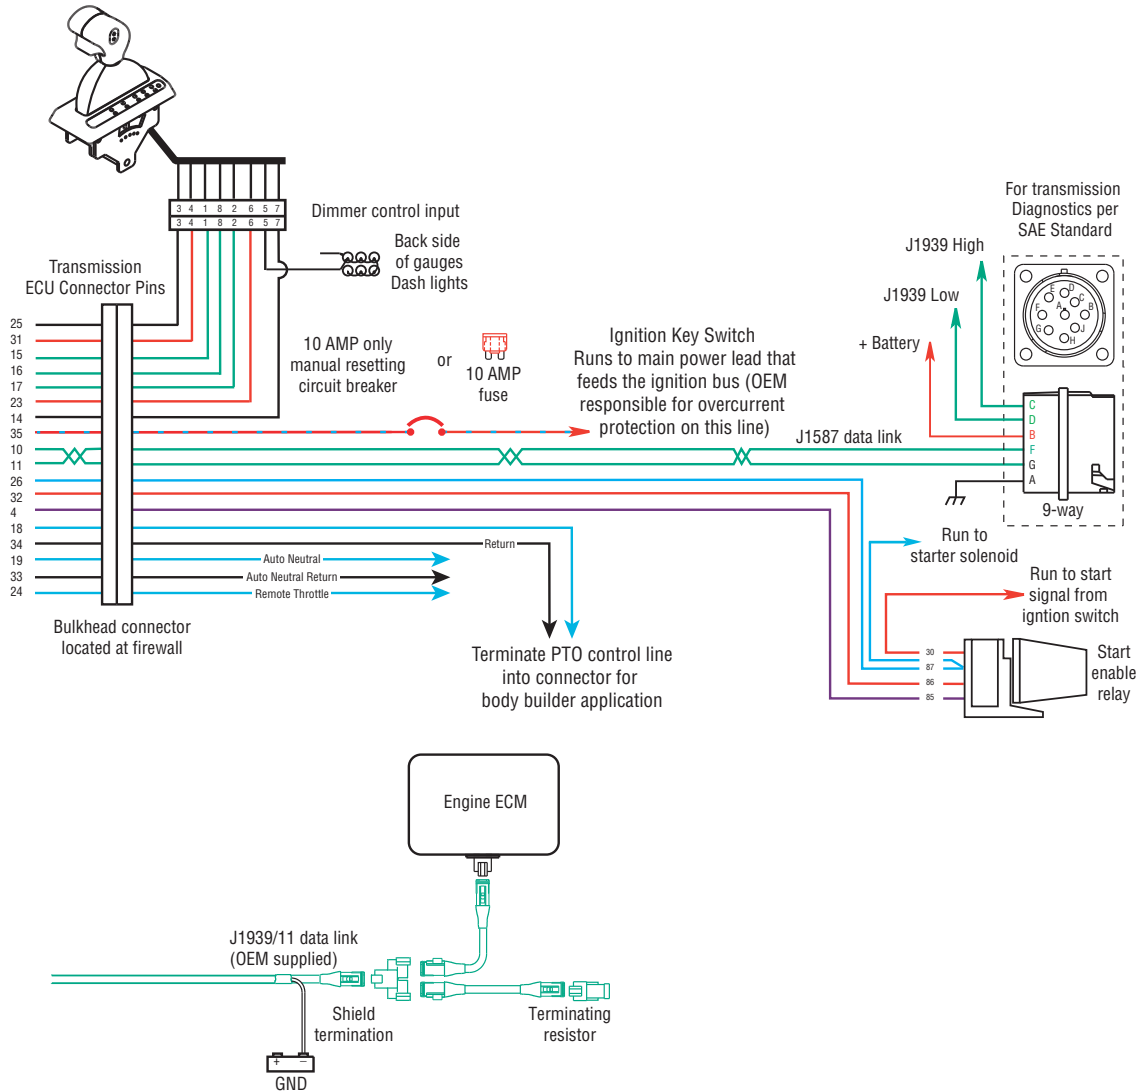 3 4 1 8 2 6 5 7
3 4 1 8 2 6 5 7
Dimmer control input
Back side
of gauges
Dash lights
For transmission
Diagnostics per
SAE Standard
J1939 High
J1939 Low
+ Battery
E
D
C
F
A
B
G
J
H
Transmission
ECU Connector Pins
25
31
15
16
17
23
14
35
10
11
26
32
4
18
34
19
33
24
10 AMP only
manual resetting
circuit breaker
or
10 AMP
fuse
Ignition Key Switch
Runs to main power lead that
feeds the ignition bus (OEM
responsible for overcurrent
protection on this line)
J1587 data link
C
D
B
F
G
A
9-way
Return
Auto Neutral
Auto Neutral Return
Remote Throttle
Run to
starter solenoid
Run to start
signal from
igntion switch
30
87
86
85
Start
enable
relay
Bulkhead connector
located at firewall
Terminate PTO control line
into connector for
body builder application
Engine ECM
J1939/11 data link
(OEM supplied)
Shield
termination
Terminating
resistor
+ −
GND